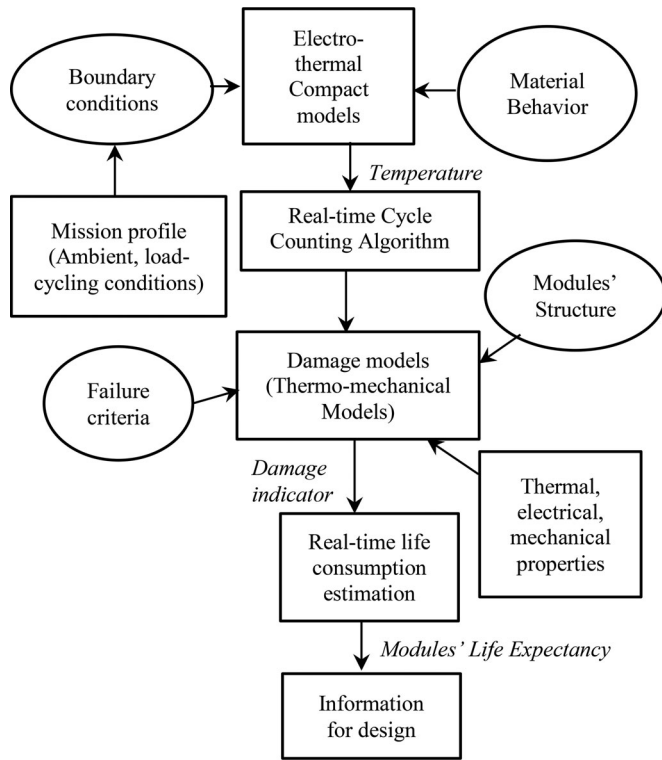 Electro-
thermal
Compact
models
Boundary
conditions
Material
Behavior
Temperature
Mission profile
(Ambient, load-
cycling conditions)
Real-time Cycle
Counting Algorithm
Modules’
Structure
Damage models
(Thermo-mechanical
Models)
Failure
criteria
Damage
indicator
Thermal,
electrical,
mechanical
properties
Real-time life
consumption
estimation
Modules’ Life Expectancy
Information
for design